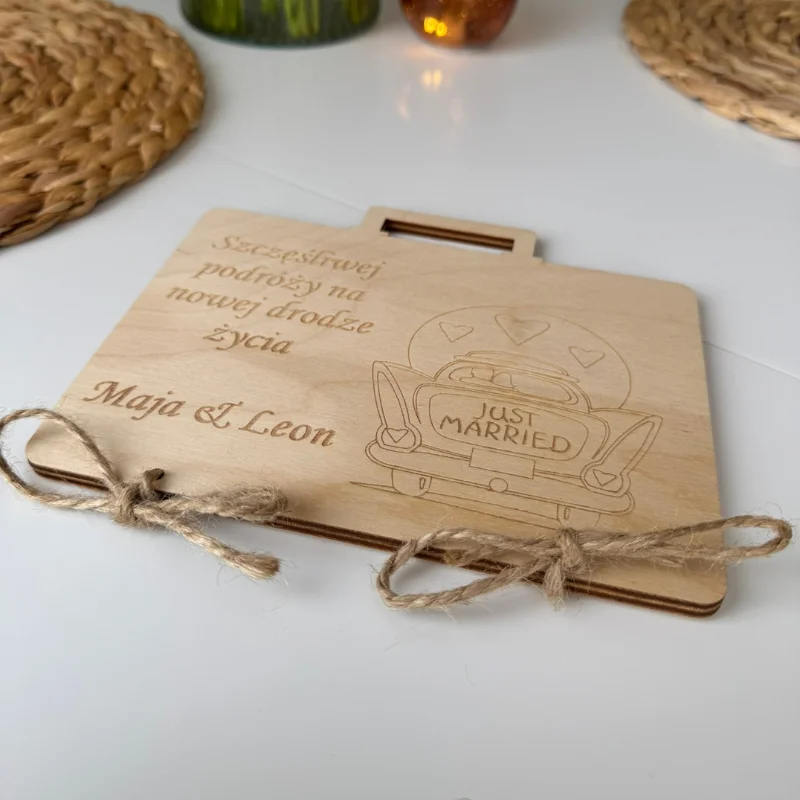 Szczęśliwej
podróży na
nowej drodze
życia
Maja & Leon
JUST
MARRIED